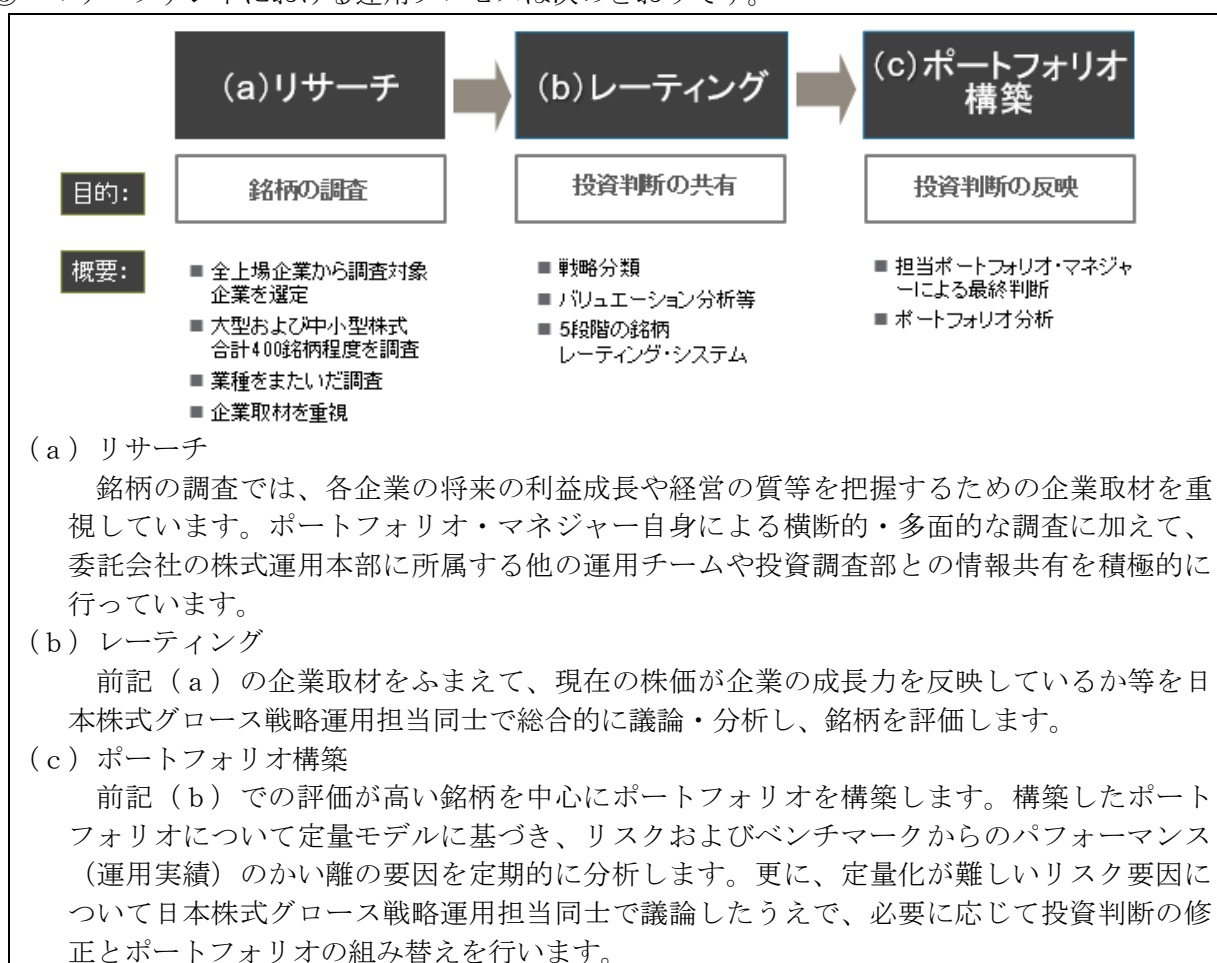 (a)リサーチ
(b)レーティング
(c)ポートフォリオ
構築
目的:
銘柄の調査
投資判断の共有
投資判断の反映
概要:
■ 全上場企業から調査対象
企業を選定
■ 大型および中小型株式
合計400銘柄程度を調査
■ 業種をまたいだ調査
■ 企業取材を重視
■ 戦略分類
■ バリュエーション分析等
■ 5段階の銘柄
レーティング・システム
■ 担当ポートフォリオ・マネジャ
ーによる最終判断
■ ポートフォリオ分析
(a)リサーチ
銘柄の調査では、各企業の将来の利益成長や経営の質等を把握するための企業取材を重
視しています。ポートフォリオ・マネジャー自身による横断的・多面的な調査に加えて、
委託会社の株式運用本部に所属する他の運用チームや投資調査部との情報共有を積極的に
行っています。
(b)レーティング
前記(a)の企業取材をふまえて、現在の株価が企業の成長力を反映しているか等を日
本株式グロース戦略運用担当同士で総合的に議論・分析し、銘柄を評価します。
(c)ポートフォリオ構築
前記(b)での評価が高い銘柄を中心にポートフォリオを構築します。構築したポート
フォリオについて定量モデルに基づき、リスクおよびベンチマークからのパフォーマンス
(運用実績)のかい離の要因を定期的に分析します。更に、定量化が難しいリスク要因に
ついて日本株式グロース戦略運用担当同士で議論したうえで、必要に応じて投資判断の修
正とポートフォリオの組み替えを行います。